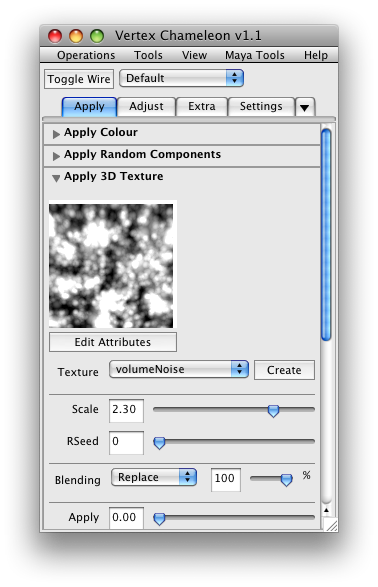 Vertex Chameleon v1.1
Operations Tools View Maya Tools Help
Toggle Wire Default
Apply Adjust Extra Settings
Apply Colour
Apply Random Components
Apply 3D Texture
Edit Attributes
Texture volumeNoise Create
Scale 2.30
RSeed 0
Blending Replace 100 %
Apply 0.00